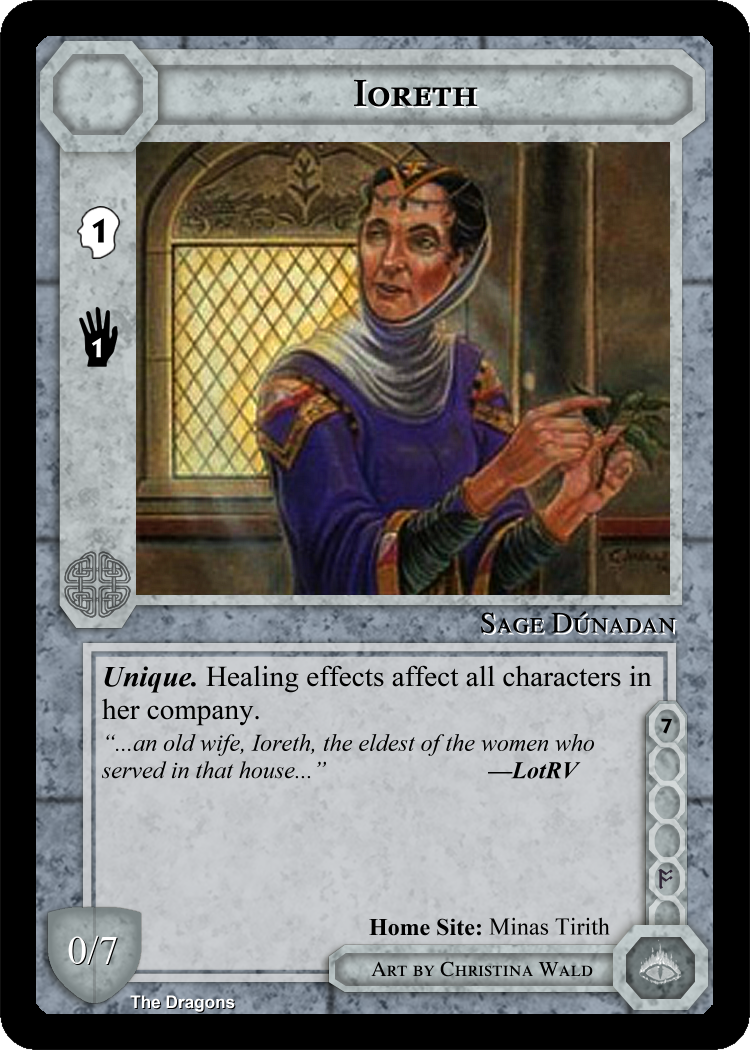 IORETH
1
1
SAGE DÚNADAN
Unique. Healing effects affect all characters in
her company.
“...an old wife, Ioreth, the eldest of the women who
served in that house...” —LotRV
7
Home Site: Minas Tirith
0/7
ART BY CHRISTINA WALD
The Dragons